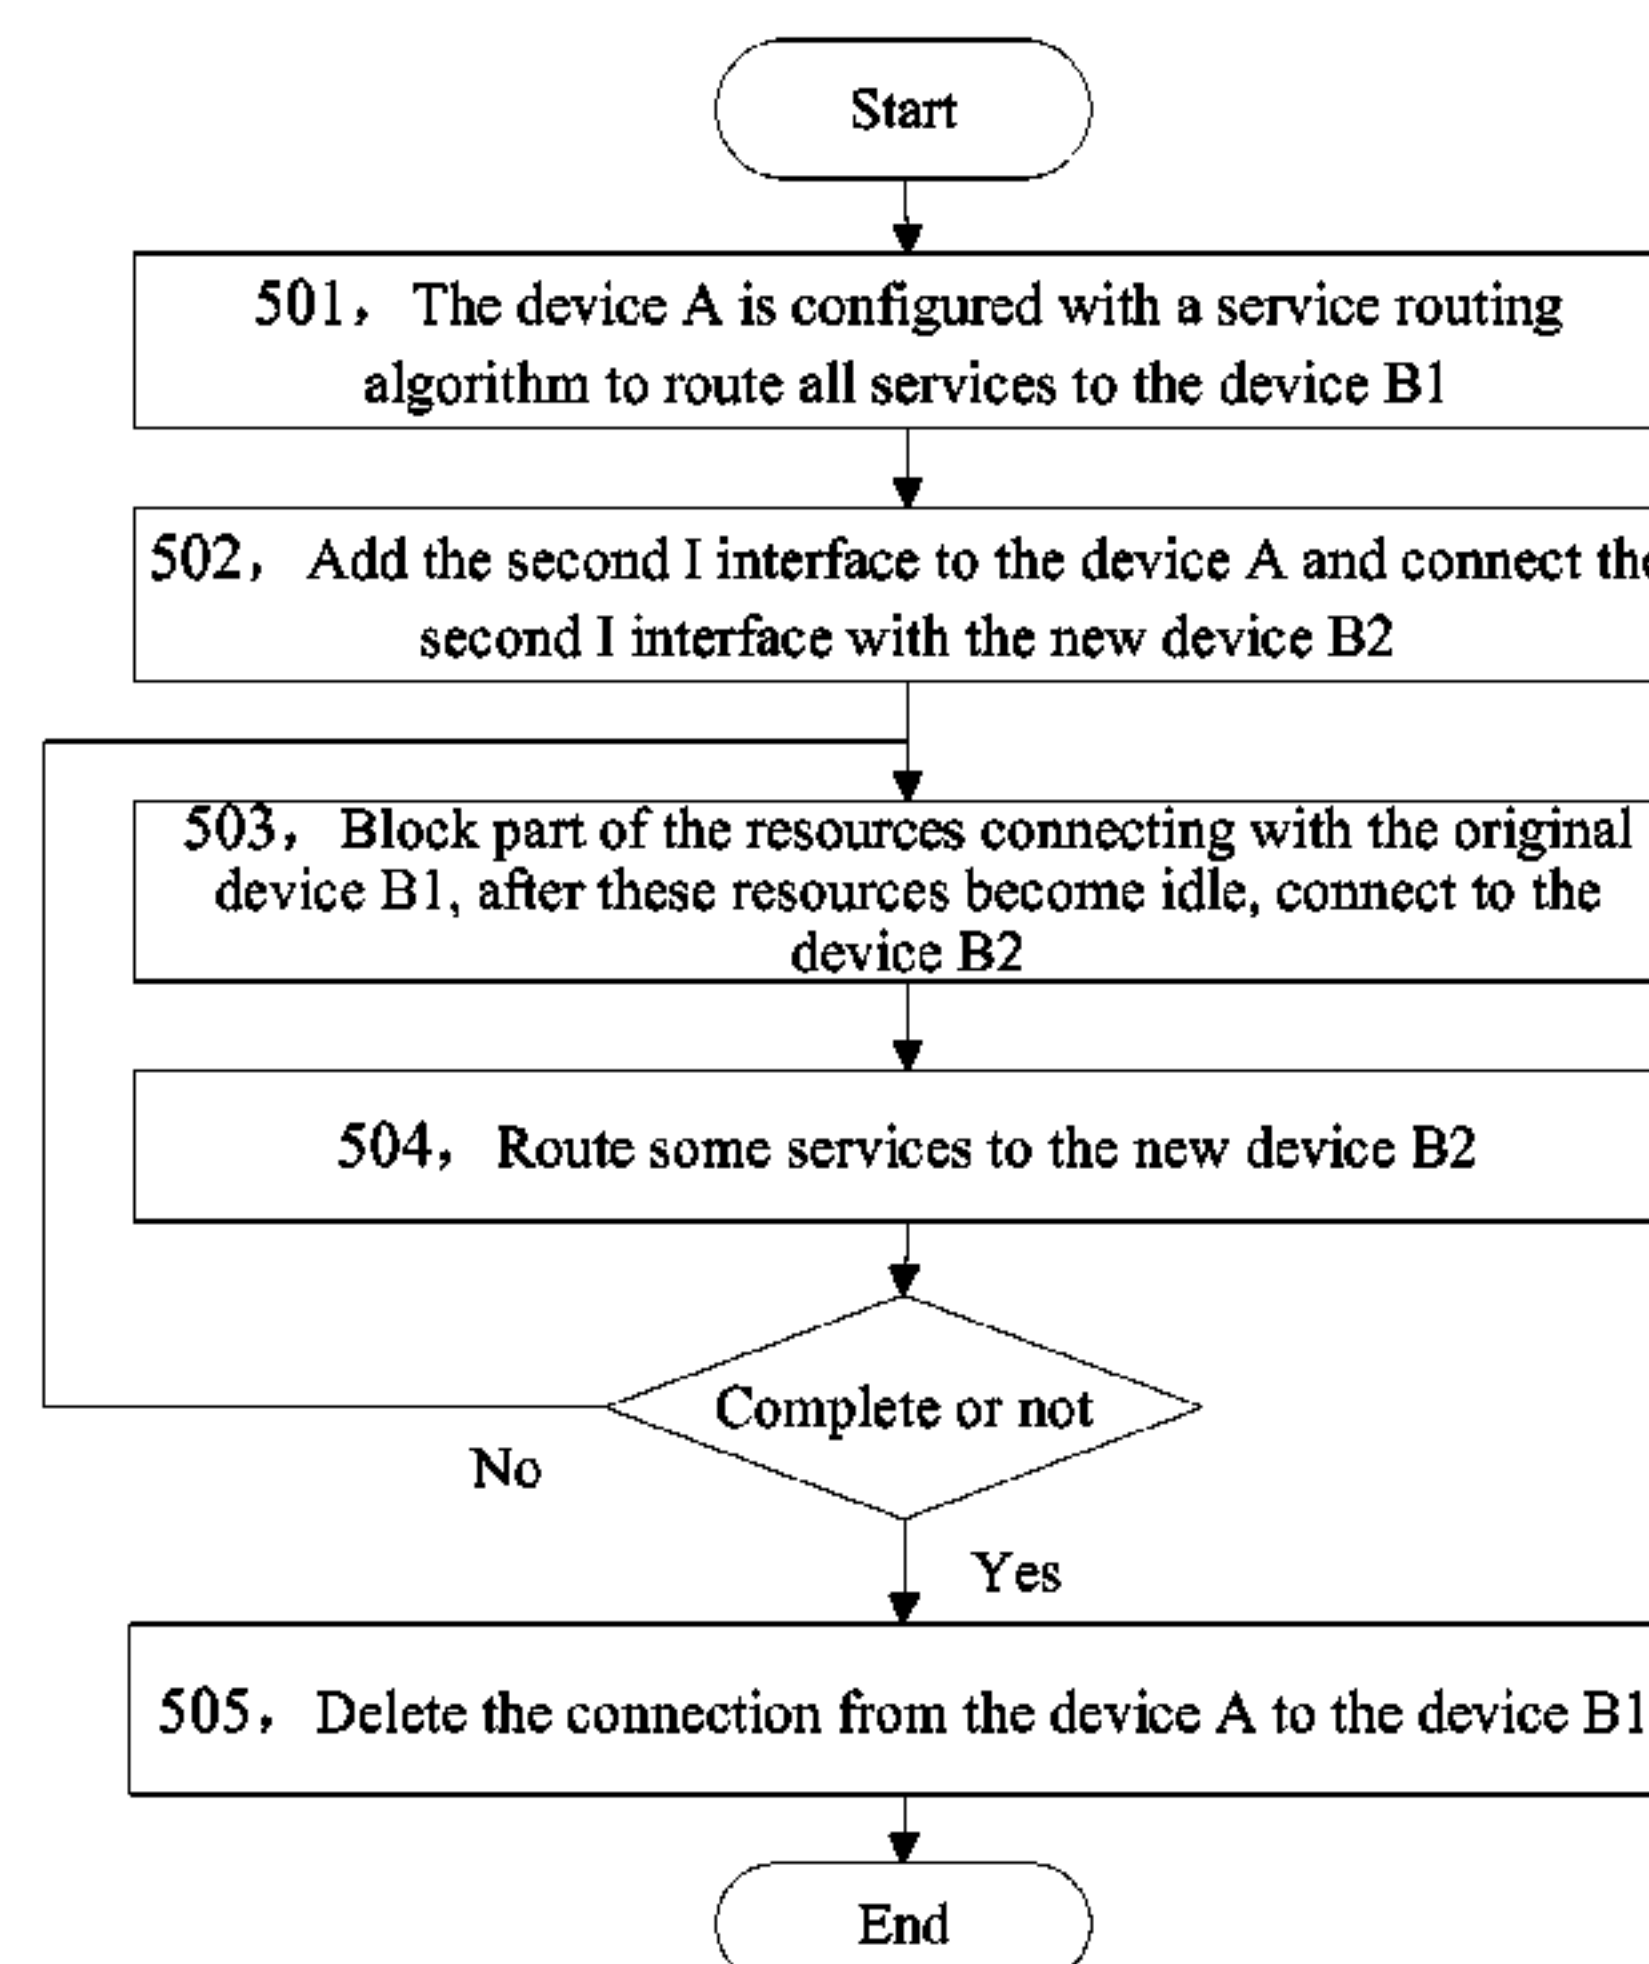 Start
501, The device A is configured with a service routing
algorithm to route all services to the device B1
502, Add the second I interface to the device A and connect the
second I interface with the new device B2
503, Block part of the resources connecting with the original
device B1, after these resources become idle, connect to the
device B2
504, Route some services to the new device B2
Complete or not
No
Yes
505, Delete the connection from the device A to the device B1
End